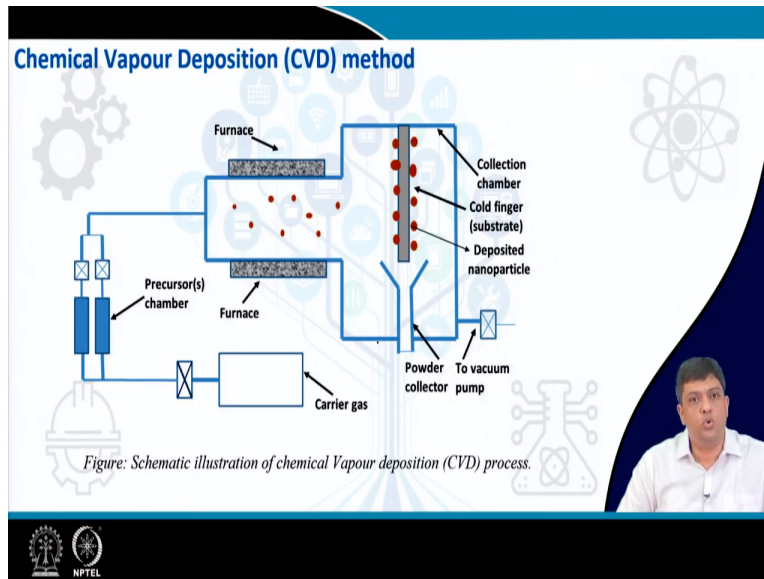 Chemical Vapour Deposition (CVD) method
Furnace
Collection
chamber
Cold finger
(substrate)
Deposited
nanoparticle
Precursor(s)
chamber
Furnace
Carrier gas
Powder
collector
To vacuum
pump
Figure: Schematic illustration of chemical Vapour deposition (CVD) process.
NPTEL